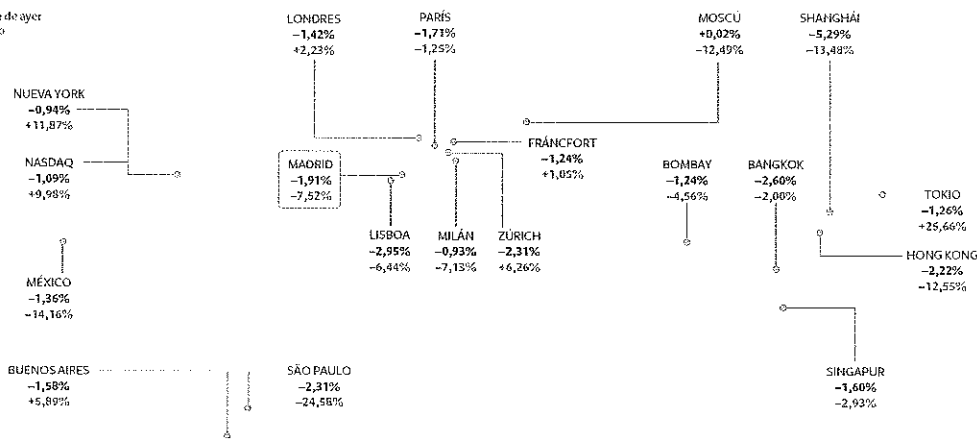 de ayer
LONDRES
−1,42%
+2,23%
PARÍS
−1,71%
−1,25%
MOSCÚ
+0,02%
−12,49%
SHANGHÁI
−5,29%
−13,48%
NUEVA YORK
−0,94%
+11,87%
NASDAQ
−1,09%
+9,98%
MADRID
−1,91%
−7,52%
FRÁNCFORT
−1,24%
+1,05%
BOMBAY
−1,24%
−4,56%
BANGKOK
−2,60%
−2,00%
TOKIO
−1,26%
+25,66%
LISBOA
−2,95%
−6,44%
MILÁN
−0,93%
−7,13%
ZÚRICH
−2,31%
+6,26%
HONG KONG
−2,22%
−12,55%
MÉXICO
−1,36%
−14,16%
BUENOS AIRES
−1,58%
+5,89%
SÃO PAULO
−2,31%
−24,58%
SINGAPUR
−1,60%
−2,93%